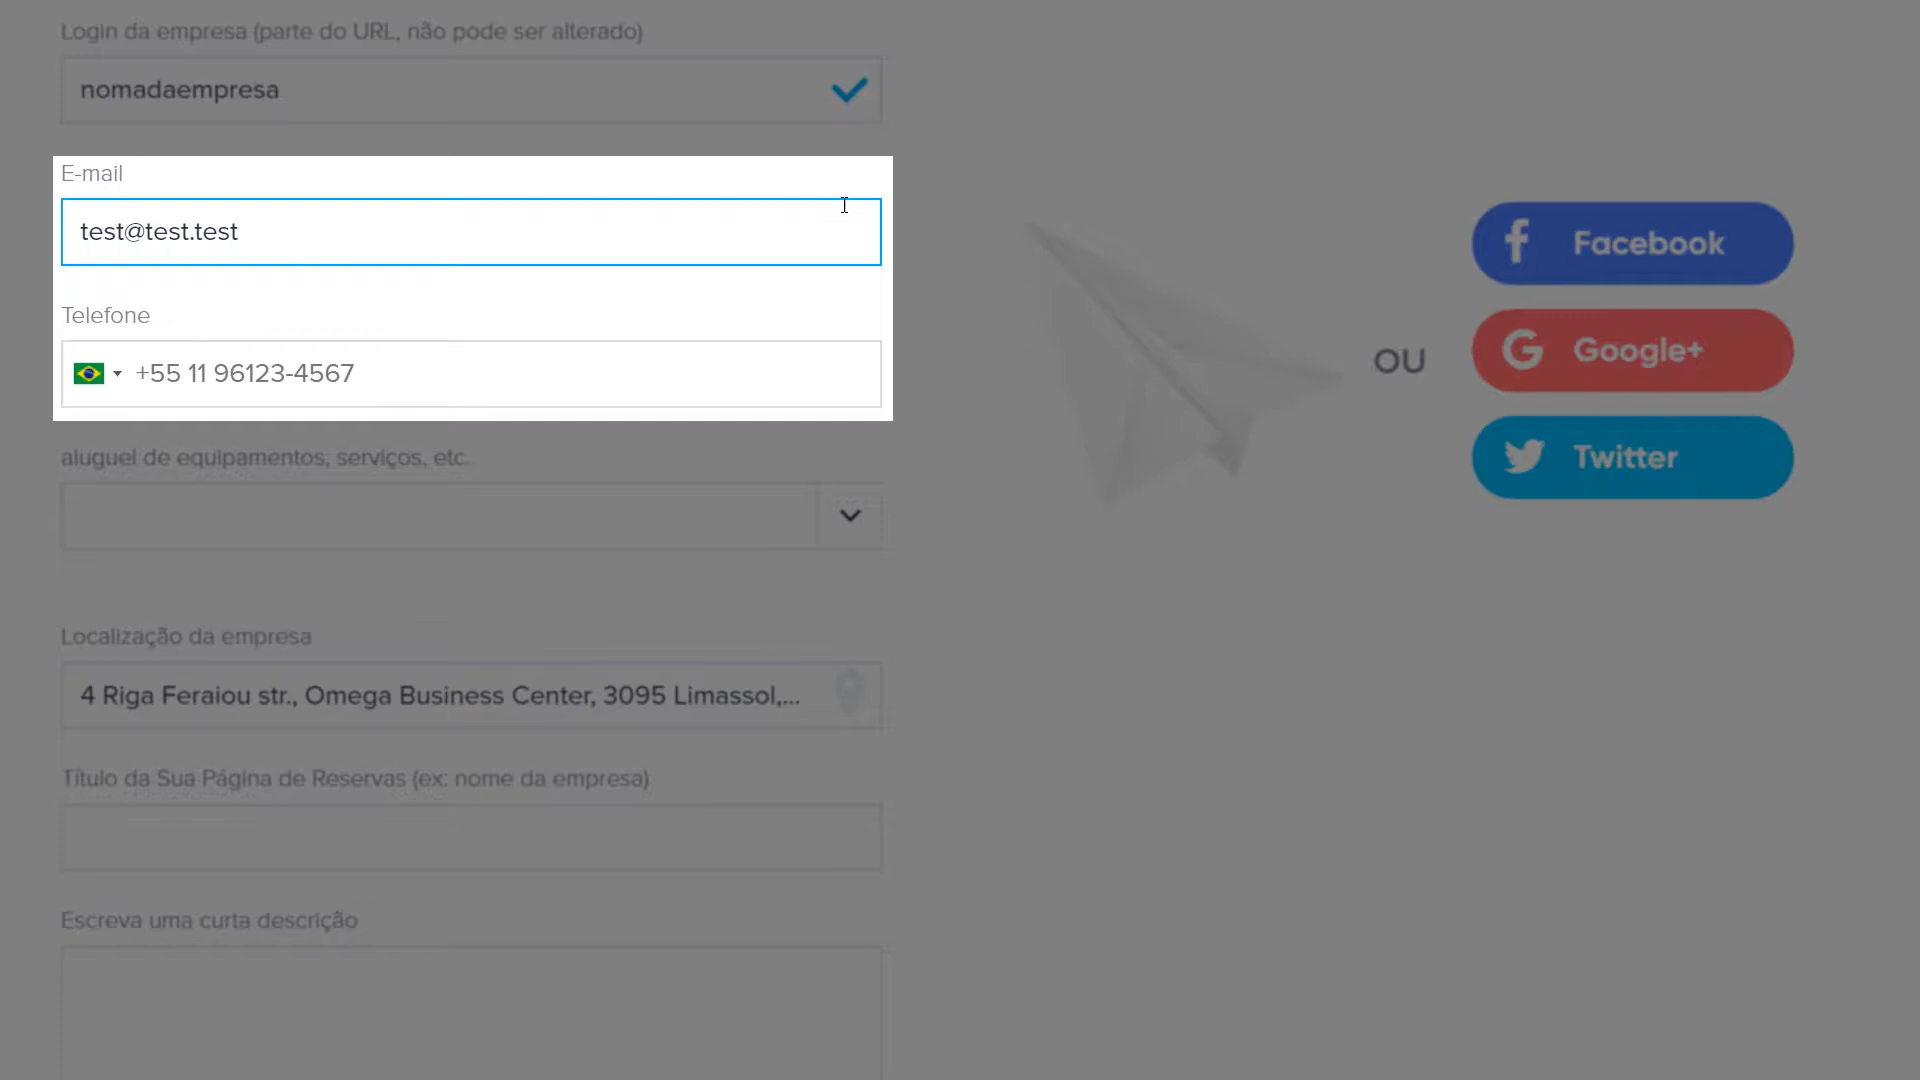 Login da empresa (parte do URL, não pode ser alterado)
nomadaempresa
E-mail
test@test.test
Telefone
+55 11 96123-4567
aluguel de equipamentos, serviços, etc.
Localização da empresa
4 Riga Feraiou str., Omega Business Center, 3095 Limassol,...
Título da Sua Página de Reservas (ex: nome da empresa)
Escreva uma curta descrição
OU
Facebook
Google+
Twitter